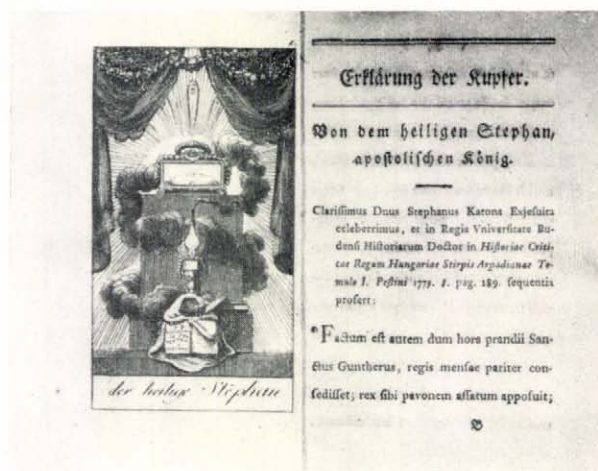 der heilige Stephan
Erklärung der Kupfer.
Von dem heiligen Stephan,
apostolischen König.
Clarissimus Dnus Stephanus Katona Exjesuita
celeberrimus, et in Regia Vniversitate Bu-
densi Historiarum Doctor in Historiae Criti-
cae Regum Hungariae Stirpis Arpadianae To-
mulo I. Pestini 1779. 8. pag. 189. sequentia
profert:
Factum est autem dum hora prandii San-
ctus Guntherus, regis mensae pariter con-
sedisset; rex sibi pavonem assatum apposuit;
B